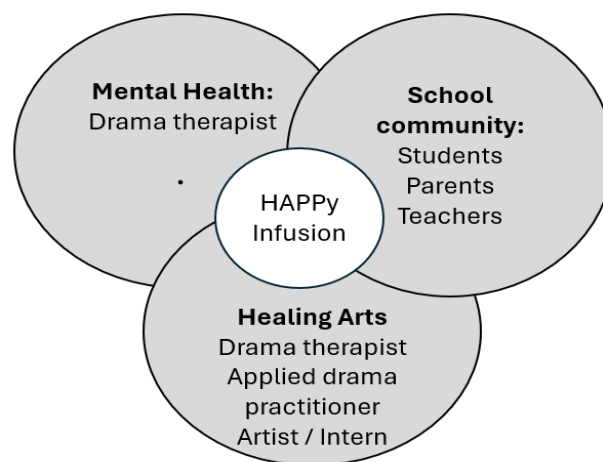 Mental Health:
Drama therapist
.
School
community:
Students
Parents
Teachers
HAPPy
Infusion
Healing Arts
Drama therapist
Applied drama
practitioner
Artist / Intern